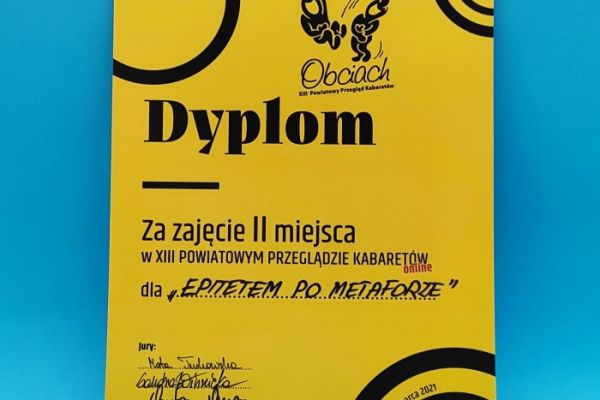 Obciach
XIII Powiatowy Przegląd Kabaretów
Dyplom
Za zajęcie II miejsca
w XIII POWIATOWYM PRZEGLĄDZIE KABARETÓW
online
dla „EPITETEM PO METAFORZE”
Jury:
marca 2021